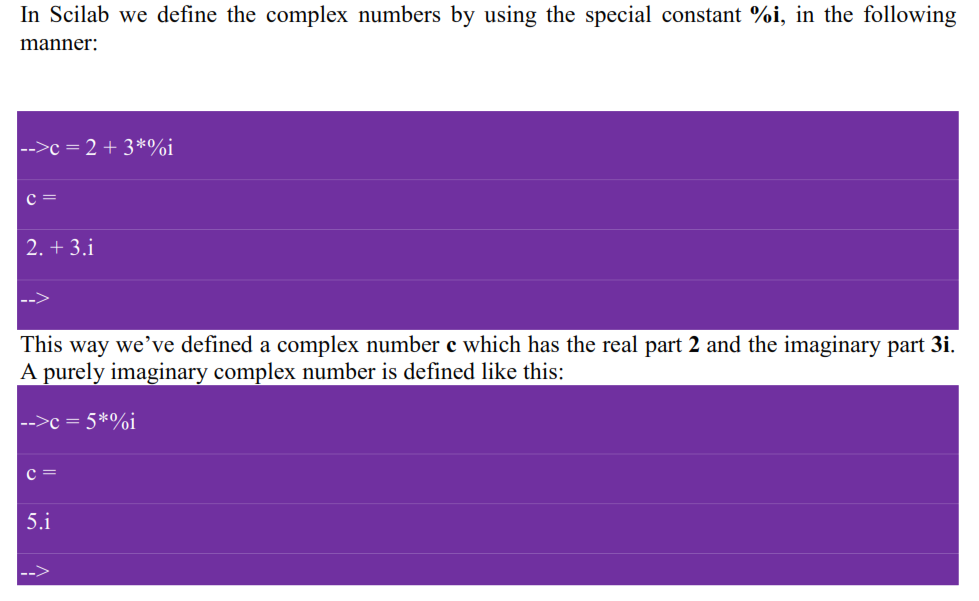 In Scilab we define the complex numbers by using the special constant %i, in the following
manner:
-->c = 2 + 3*%i
c =
2. + 3.i
-->
This way we’ve defined a complex number c which has the real part 2 and the imaginary part 3i.
A purely imaginary complex number is defined like this:
-->c = 5*%i
c =
5.i
-->